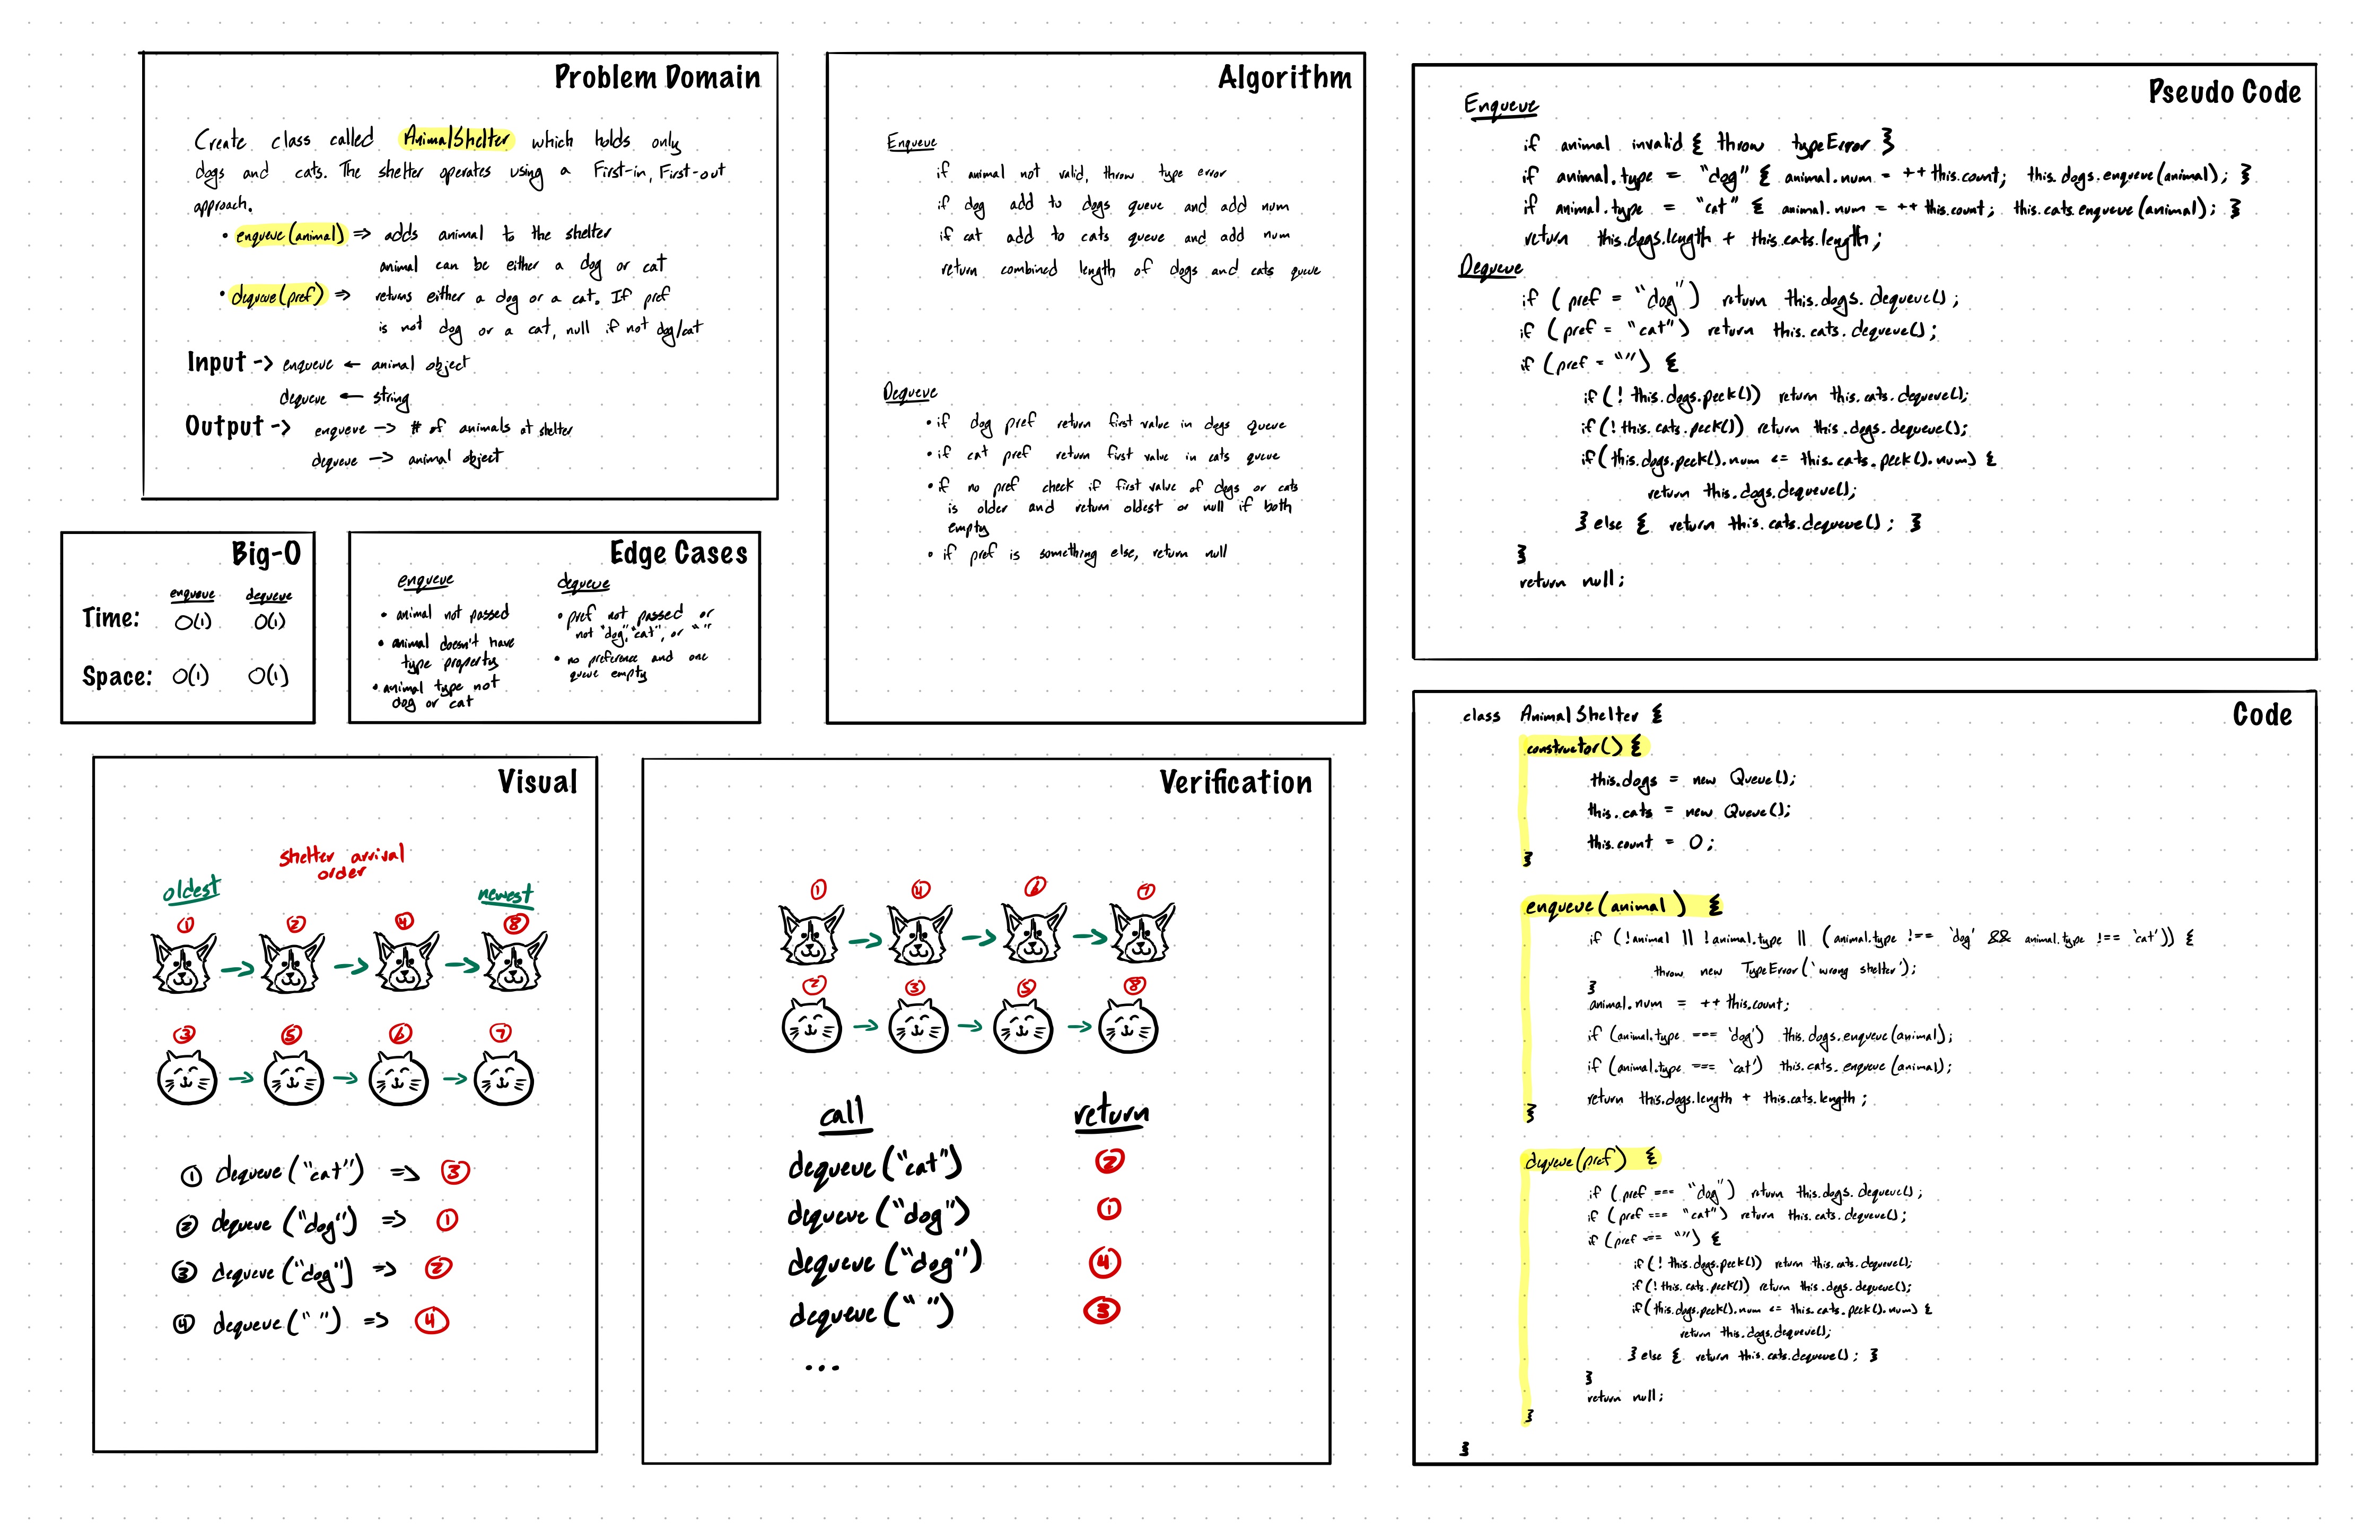 Problem Domain
Create class called AnimalShelter which holds only
dogs and cats. The shelter operates using a First-in, First-out
approach.
• enqueue(animal) => adds animal to the shelter
animal can be either a dog or cat
• dequeue(pref) => returns either a dog or a cat. If pref
is not dog or a cat, null if not dog/cat
Input -> enqueue <- animal object
dequeue <- string
Output -> enqueue -> # of animals at shelter
dequeue -> animal object
Big-O
enqueue dequeue
Time: O(1) O(1)
Space: O(1) O(1)
Edge Cases
enqueue
• animal not passed
• animal doesn't have
type property
• animal type not
dog or cat
dequeue
• pref not passed or
not "dog", "cat", or " "
• no preference and one
queue empty
Algorithm
Enqueue
if animal not valid, throw type error
if dog add to dogs queue and add num
if cat add to cats queue and add num
return combined length of dogs and cats queue
Dequeue
• if dog pref return first value in dogs queue
• if cat pref return first value in cats queue
• if no pref check if first value of dogs or cats
is older and return oldest or null if both
empty
• if pref is something else, return null
Pseudo Code
Enqueue
if animal invalid { throw typeError }
if animal.type = "dog" { animal.num = ++this.count; this.dogs.enqueue(animal); }
if animal.type = "cat" { animal.num = ++this.count; this.cats.enqueue(animal); }
return this.dogs.length + this.cats.length;
Dequeue
if (pref = "dog") return this.dogs.dequeue();
if (pref = "cat") return this.cats.dequeue();
if (pref = "") {
if (!this.dogs.peek()) return this.cats.dequeue();
if (!this.cats.peek()) return this.dogs.dequeue();
if (this.dogs.peek().num <= this.cats.peek().num) {
return this.dogs.dequeue();
} else { return this.cats.dequeue(); }
}
return null;
Visual
shelter arrival
order
oldest newest
1 2 4 8
3 5 6 7
1 dequeue("cat") => 3
2 dequeue("dog") => 1
3 dequeue("dog") => 2
4 dequeue(" ") => 4
Verification
1 4 6 7
2 3 5 8
call return
dequeue("cat") 2
dequeue("dog") 1
dequeue("dog") 4
dequeue(" ") 3
...
Code
class AnimalShelter {
constructor() {
this.dogs = new Queue();
this.cats = new Queue();
this.count = 0;
}
enqueue(animal) {
if (!animal || !animal.type || (animal.type !== 'dog' && animal.type !== 'cat')) {
throw new TypeError('wrong shelter');
}
animal.num = ++this.count;
if (animal.type === 'dog') this.dogs.enqueue(animal);
if (animal.type === 'cat') this.cats.enqueue(animal);
return this.dogs.length + this.cats.length;
}
dequeue(pref) {
if (pref === "dog") return this.dogs.dequeue();
if (pref === "cat") return this.cats.dequeue();
if (pref === "") {
if (!this.dogs.peek()) return this.cats.dequeue();
if (!this.cats.peek()) return this.dogs.dequeue();
if (this.dogs.peek().num <= this.cats.peek().num) {
return this.dogs.dequeue();
} else { return this.cats.dequeue(); }
}
return null;
}
}